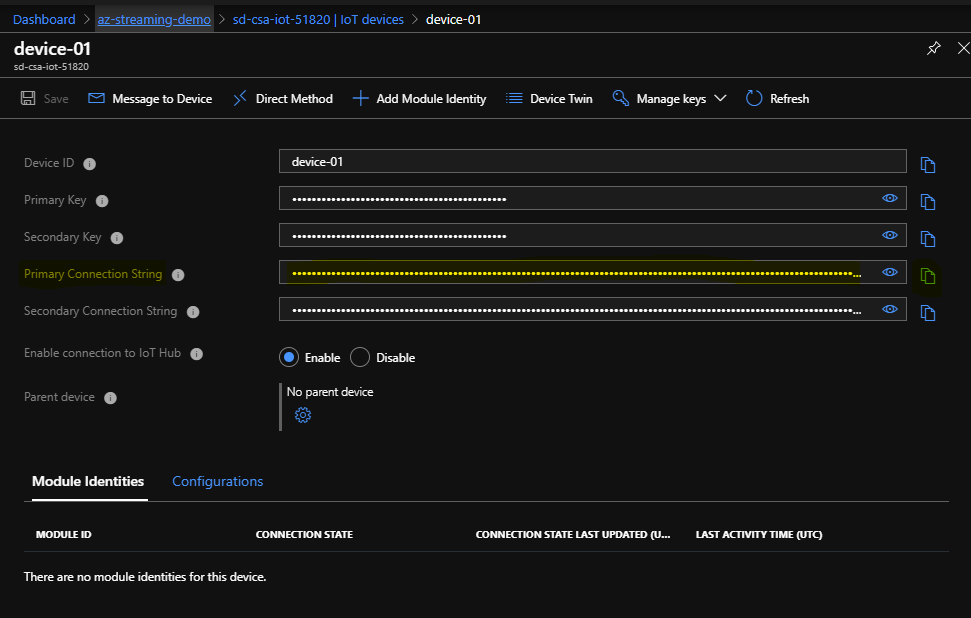 Dashboard > az-streaming-demo > sd-csa-iot-51820 | IoT devices > device-01
device-01
sd-csa-iot-51820
Save Message to Device Direct Method Add Module Identity Device Twin Manage keys Refresh
Device ID device-01
Primary Key
Secondary Key
Primary Connection String ...
Secondary Connection String ...
Enable connection to IoT Hub Enable Disable
Parent device No parent device
Module Identities Configurations
MODULE ID CONNECTION STATE CONNECTION STATE LAST UPDATED (U... LAST ACTIVITY TIME (UTC)
There are no module identities for this device.